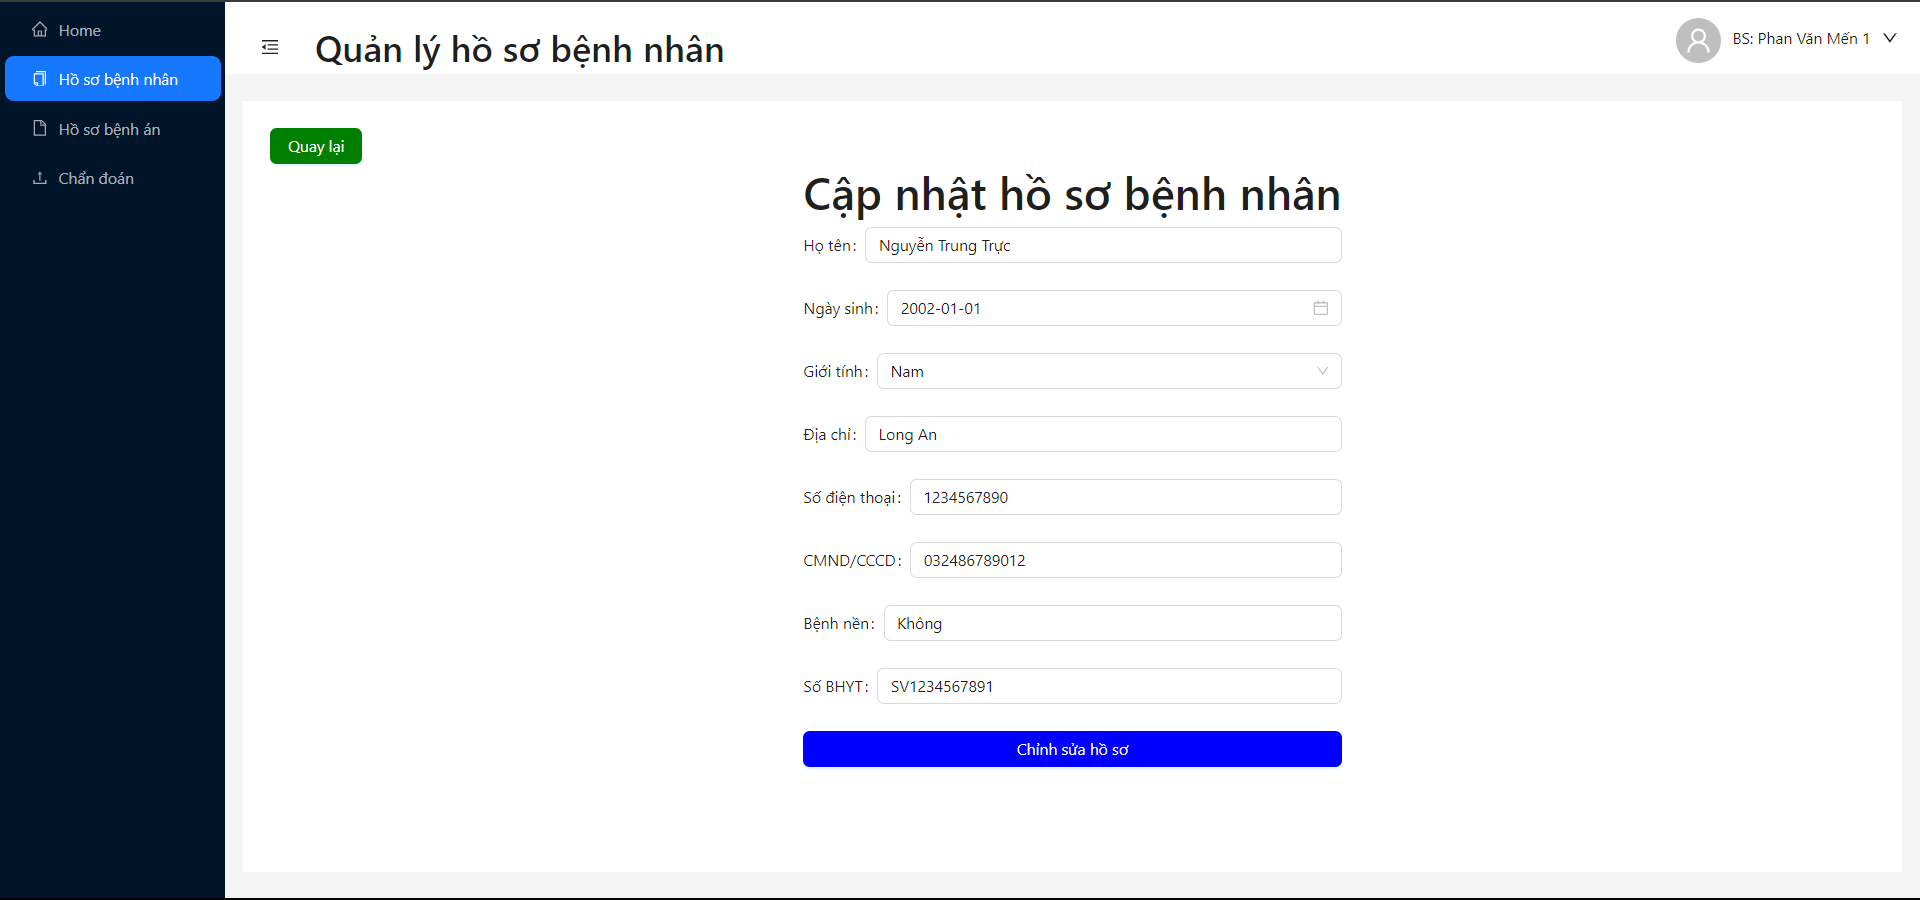 Home
Hồ sơ bệnh nhân
Hồ sơ bệnh án
Chẩn đoán
Quản lý hồ sơ bệnh nhân
BS: Phan Văn Mến 1
Quay lại
Cập nhật hồ sơ bệnh nhân
Họ tên: Nguyễn Trung Trực
Ngày sinh: 2002-01-01
Giới tính: Nam
Địa chỉ: Long An
Số điện thoại: 1234567890
CMND/CCCD: 032486789012
Bệnh nền: Không
Số BHYT: SV1234567891
Chỉnh sửa hồ sơ